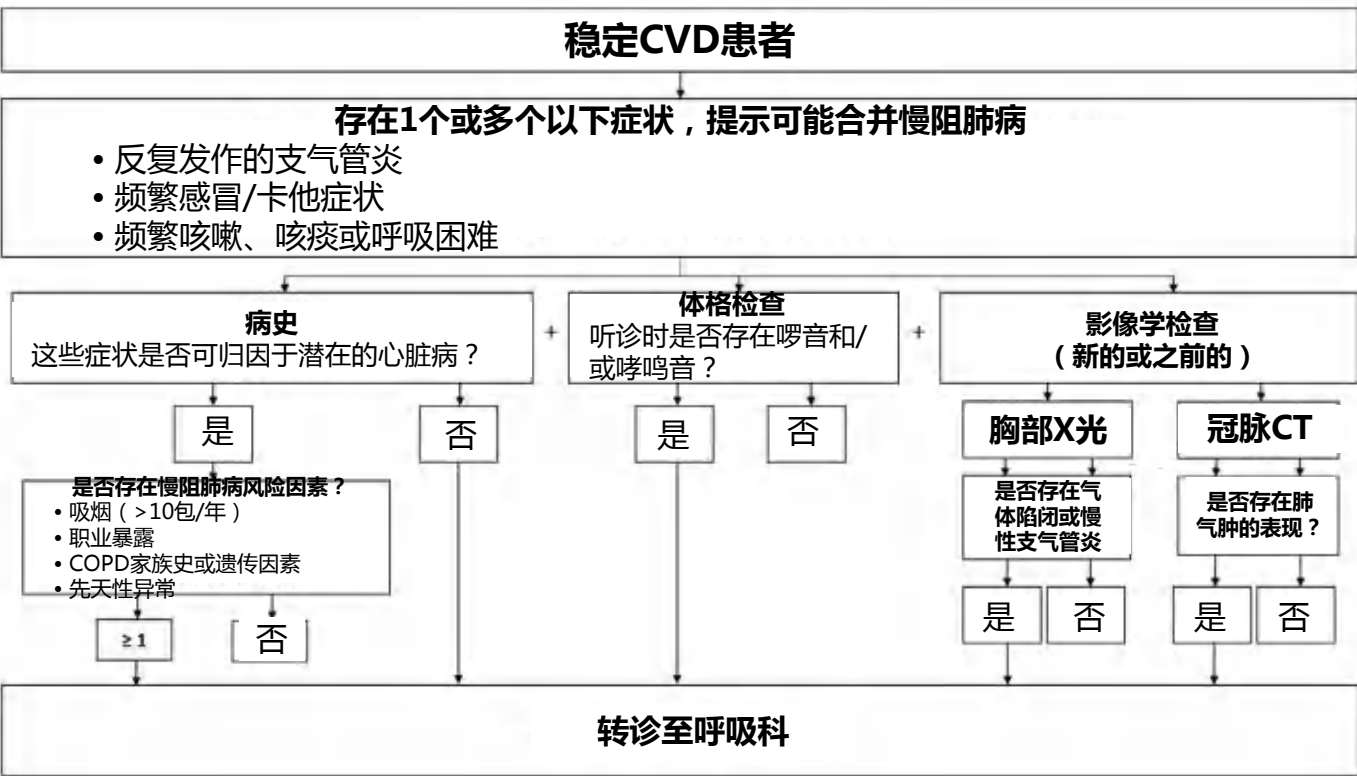 稳定CVD患者
存在1个或多个以下症状，提示可能合并慢阻肺病
• 反复发作的支气管炎
• 频繁感冒/卡他症状
• 频繁咳嗽、咳痰或呼吸困难
病史
这些症状是否可归因于潜在的心脏病？
+
体格检查
听诊时是否存在啰音和/
或哮鸣音？
+
影像学检查
（新的或之前的）
是
否
是
否
胸部X光
冠脉CT
是否存在慢阻肺病风险因素？
• 吸烟（>10包/年）
• 职业暴露
• COPD家族史或遗传因素
• 先天性异常
是否存在气
体陷闭或慢
性支气管炎
是否存在肺
气肿的表现？
≥1
否
是
否
是
否
转诊至呼吸科